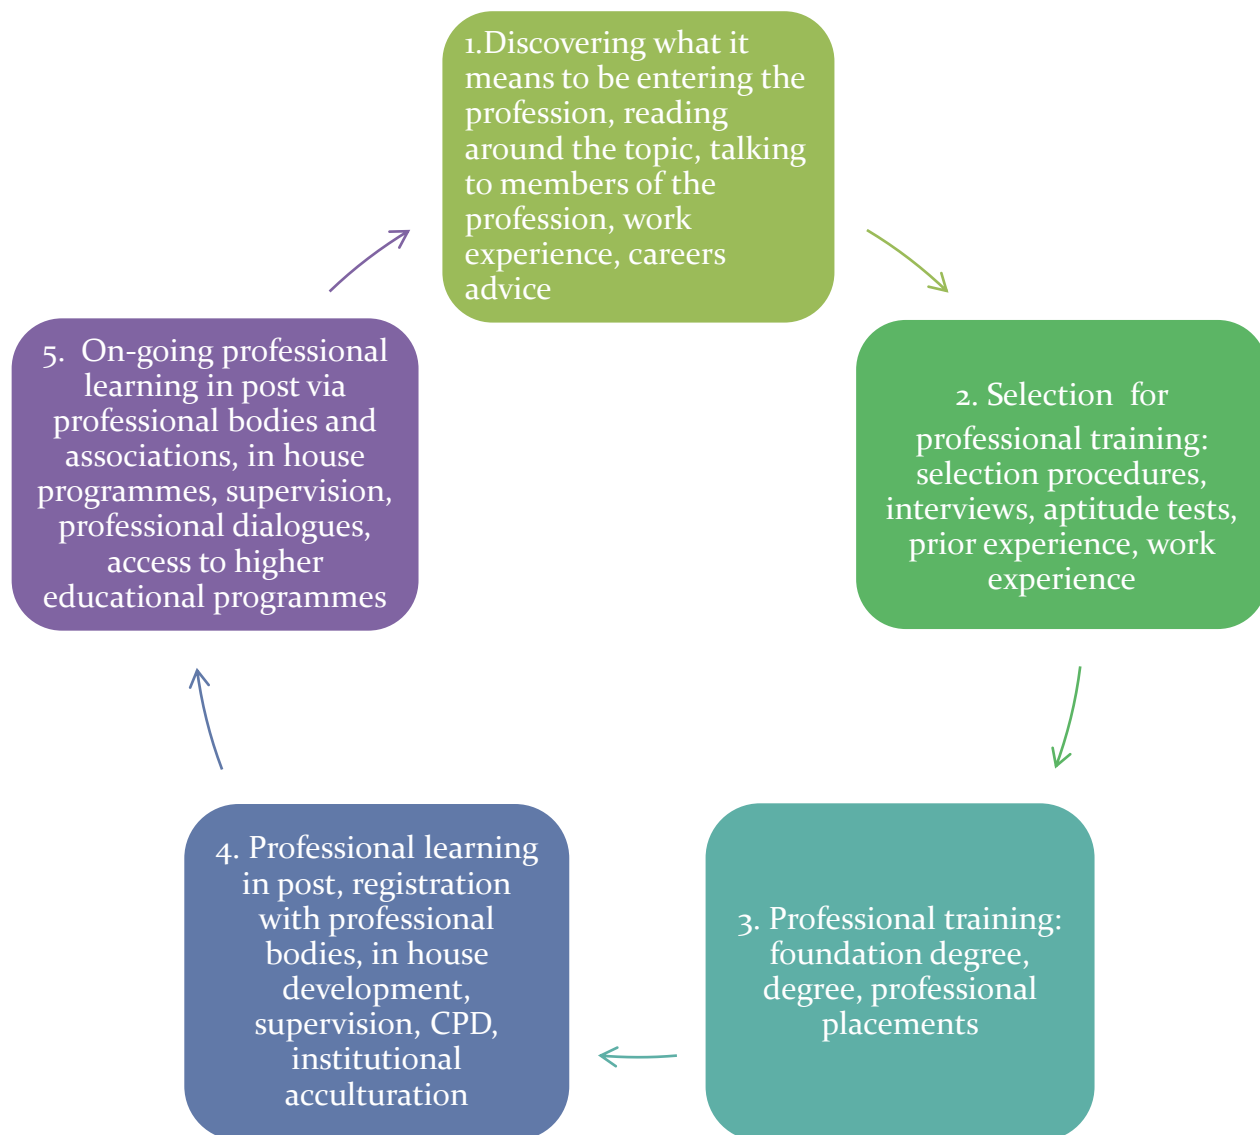 1.Discovering what it
means to be entering the
profession, reading
around the topic, talking
to members of the
profession, work
experience, careers
advice
2. Selection for
professional training:
selection procedures,
interviews, aptitude tests,
prior experience, work
experience
3. Professional training:
foundation degree,
degree, professional
placements
4. Professional learning
in post, registration
with professional
bodies, in house
development,
supervision, CPD,
institutional
acculturation
5. On-going professional
learning in post via
professional bodies and
associations, in house
programmes, supervision,
professional dialogues,
access to higher
educational programmes